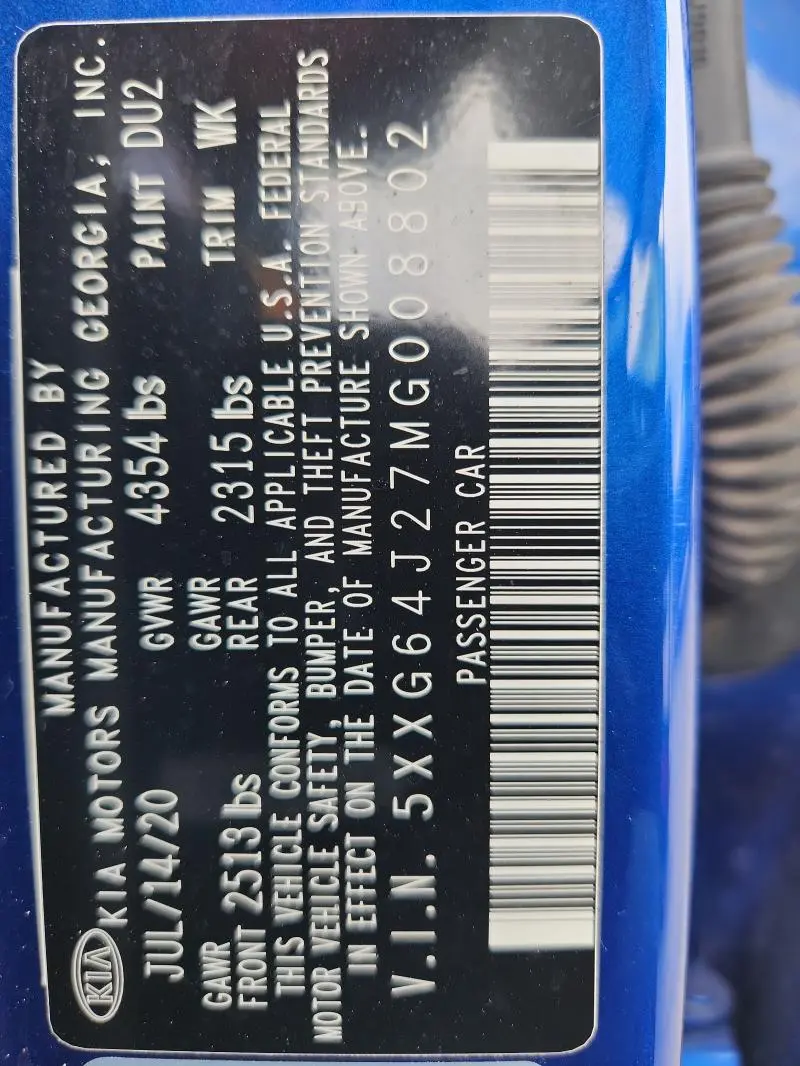 MANUFACTURED BY
KIA KIA MOTORS MANUFACTURING GEORGIA, INC.
JUL/14/20 GVWR 4354 lbs PAINT DU2
GAWR FRONT 2513 lbs GAWR REAR 2315 lbs TRIM WK
THIS VEHICLE CONFORMS TO ALL APPLICABLE U.S.A. FEDERAL
MOTOR VEHICLE SAFETY, BUMPER, AND THEFT PREVENTION STANDARDS
IN EFFECT ON THE DATE OF MANUFACTURE SHOWN ABOVE.
V.I.N. 5XXG64J27MG008802
PASSENGER CAR